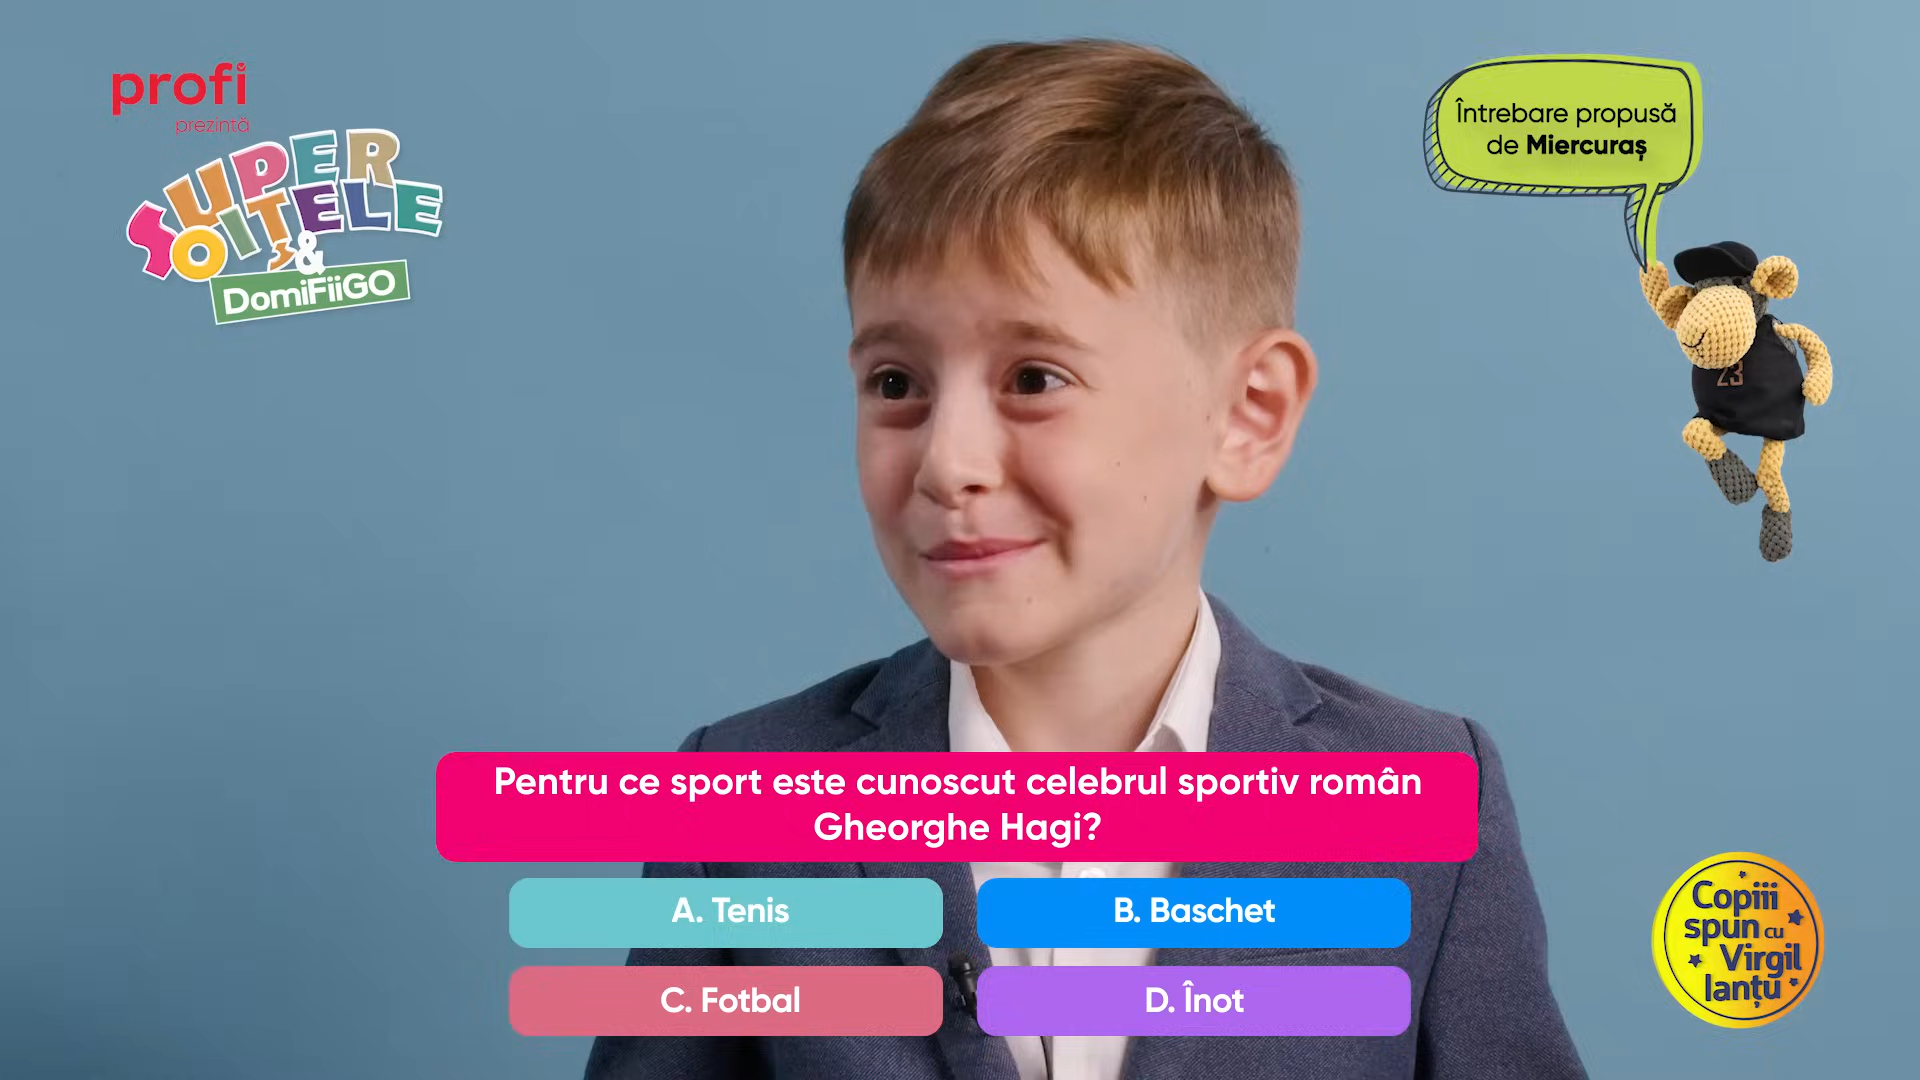 profi
prezintă
SUPER
ȘOIȚELE
&
DomiFiiGO
Întrebare propusă
de Miercuraș
23
Pentru ce sport este cunoscut celebrul sportiv român
Gheorghe Hagi?
A. Tenis
B. Baschet
C. Fotbal
D. Înot
Copiii
spun cu
Virgil
Ianțu